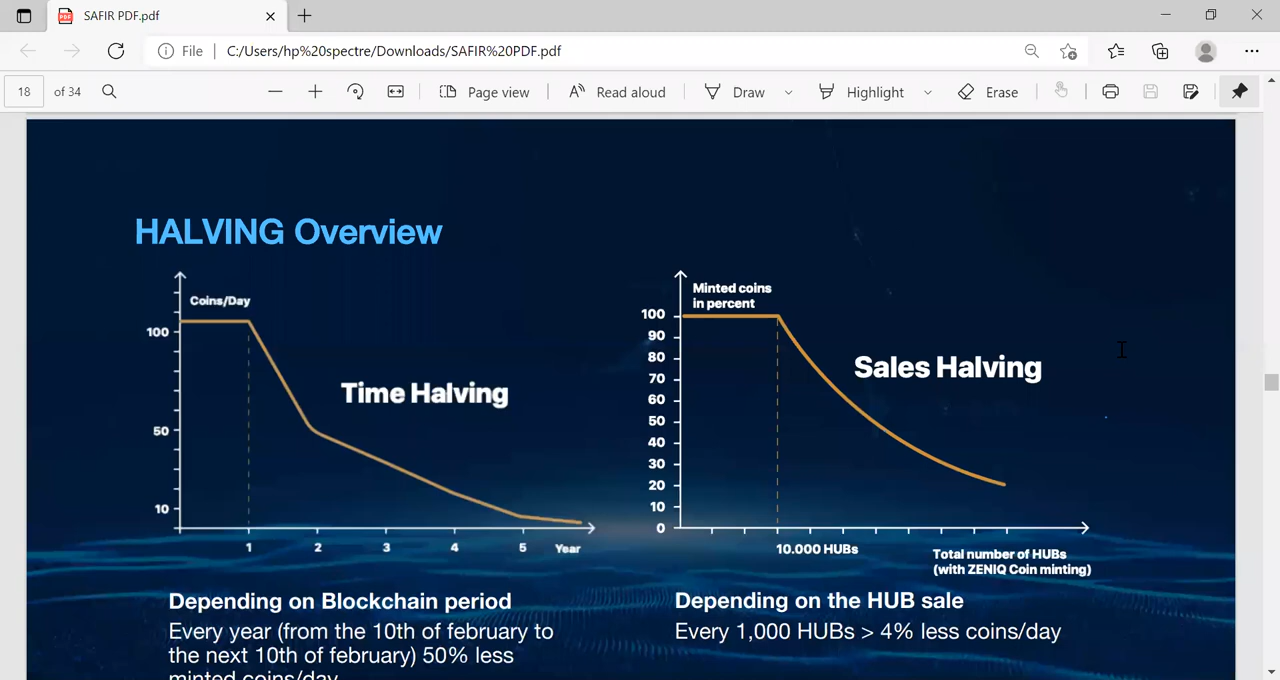 SAFIR PDF.pdf
File
C:/Users/hp%20spectre/Downloads/SAFIR%20PDF.pdf
18 of 34
Page view
Read aloud
Draw
Highlight
Erase
HALVING Overview
Coins/Day
100
50
10
1 2 3 4 5 Year
Time Halving
Minted coins
in percent
100
90
80
70
60
50
40
30
20
10
0
Sales Halving
10.000 HUBs
Total number of HUBs
(with ZENIQ Coin minting)
Depending on Blockchain period
Every year (from the 10th of february to
the next 10th of february) 50% less
minted coins/day
Depending on the HUB sale
Every 1,000 HUBs > 4% less coins/day